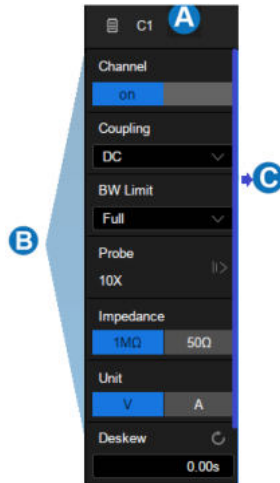 C1 A
Channel
on
Coupling
DC
BW Limit
C
Full
B
Probe
10X
Impedance
1MΩ 50Ω
Unit
V A
Deskew
0.00s